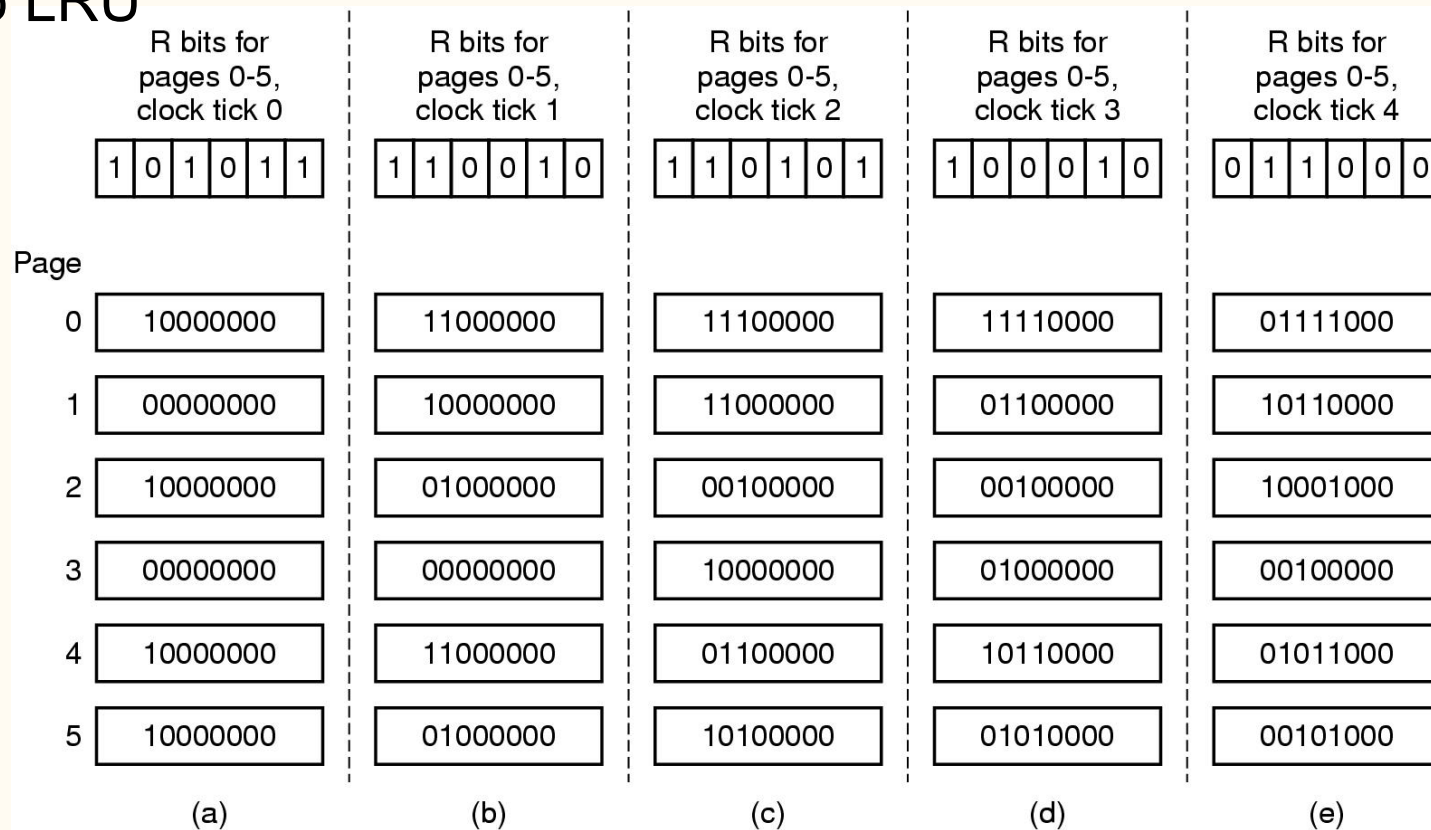 LRU
R bits for pages 0-5, clock tick 0
R bits for pages 0-5, clock tick 1
R bits for pages 0-5, clock tick 2
R bits for pages 0-5, clock tick 3
R bits for pages 0-5, clock tick 4
1 0 1 0 1 1
1 1 0 0 1 0
1 1 0 1 0 1
1 0 0 0 1 0
0 1 1 0 0 0
Page
0 10000000 11000000 11100000 11110000 01111000
1 00000000 10000000 11000000 01100000 10110000
2 10000000 01000000 00100000 00100000 10001000
3 00000000 00000000 10000000 01000000 00100000
4 10000000 11000000 01100000 10110000 01011000
5 10000000 01000000 10100000 01010000 00101000
(a) (b) (c) (d) (e)